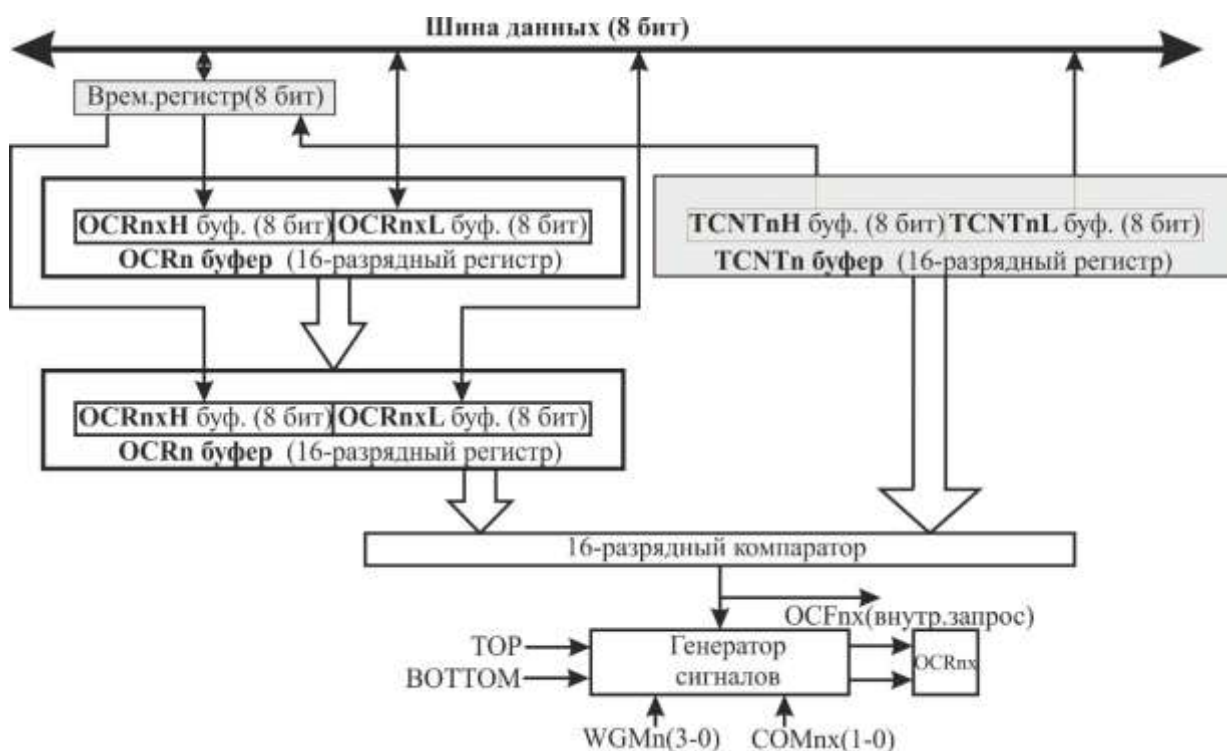 Шина данных (8 бит)
Врем.регистр(8 бит)
OCRnxH буф. (8 бит) OCRnxL буф. (8 бит)
OCRn буфер (16-разрядный регистр)
TCNTnH буф. (8 бит) TCNTnL буф. (8 бит)
TCNTn буфер (16-разрядный регистр)
OCRnxH буф. (8 бит) OCRnxL буф. (8 бит)
OCRn буфер (16-разрядный регистр)
16-разрядный компаратор
OCFnx(внутр.запрос)
TOP
BOTTOM
Генератор
сигналов
OCRnx
WGMn(3-0)
COMnx(1-0)